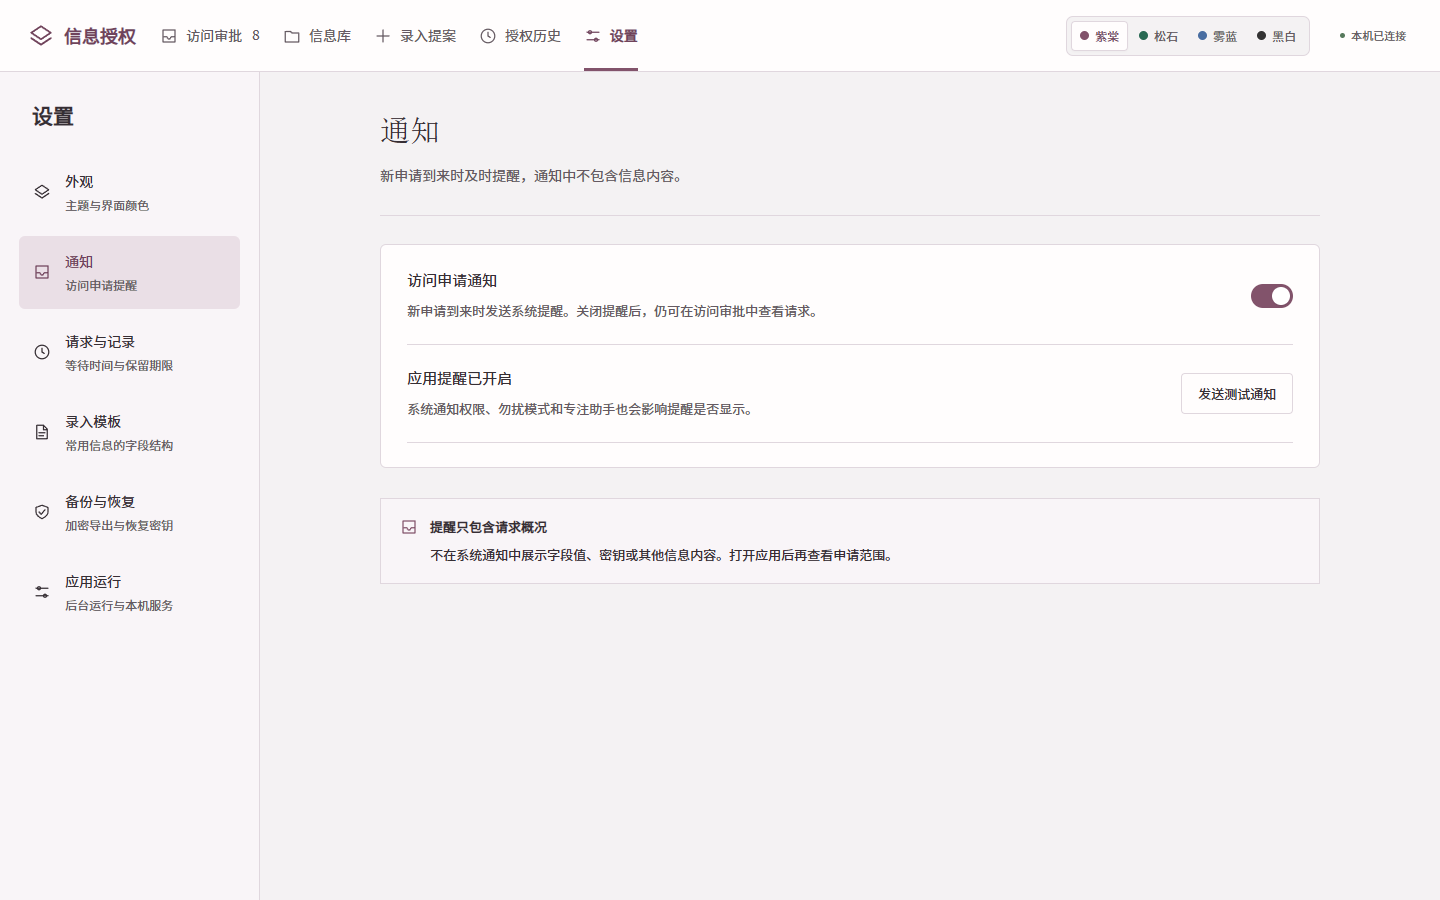 信息授权
访问审批 8
信息库
录入提案
授权历史
设置
紫棠
松石
雾蓝
黑白
本机已连接
设置
外观
主题与界面颜色
通知
访问申请提醒
请求与记录
等待时间与保留期限
录入模板
常用信息的字段结构
备份与恢复
加密导出与恢复密钥
应用运行
后台运行与本机服务
通知
新申请到来时及时提醒，通知中不包含信息内容。
访问申请通知
新申请到来时发送系统提醒。关闭提醒后，仍可在访问审批中查看请求。
应用提醒已开启
系统通知权限、勿扰模式和专注助手也会影响提醒是否显示。
发送测试通知
提醒只包含请求概况
不在系统通知中展示字段值、密钥或其他信息内容。打开应用后再查看申请范围。